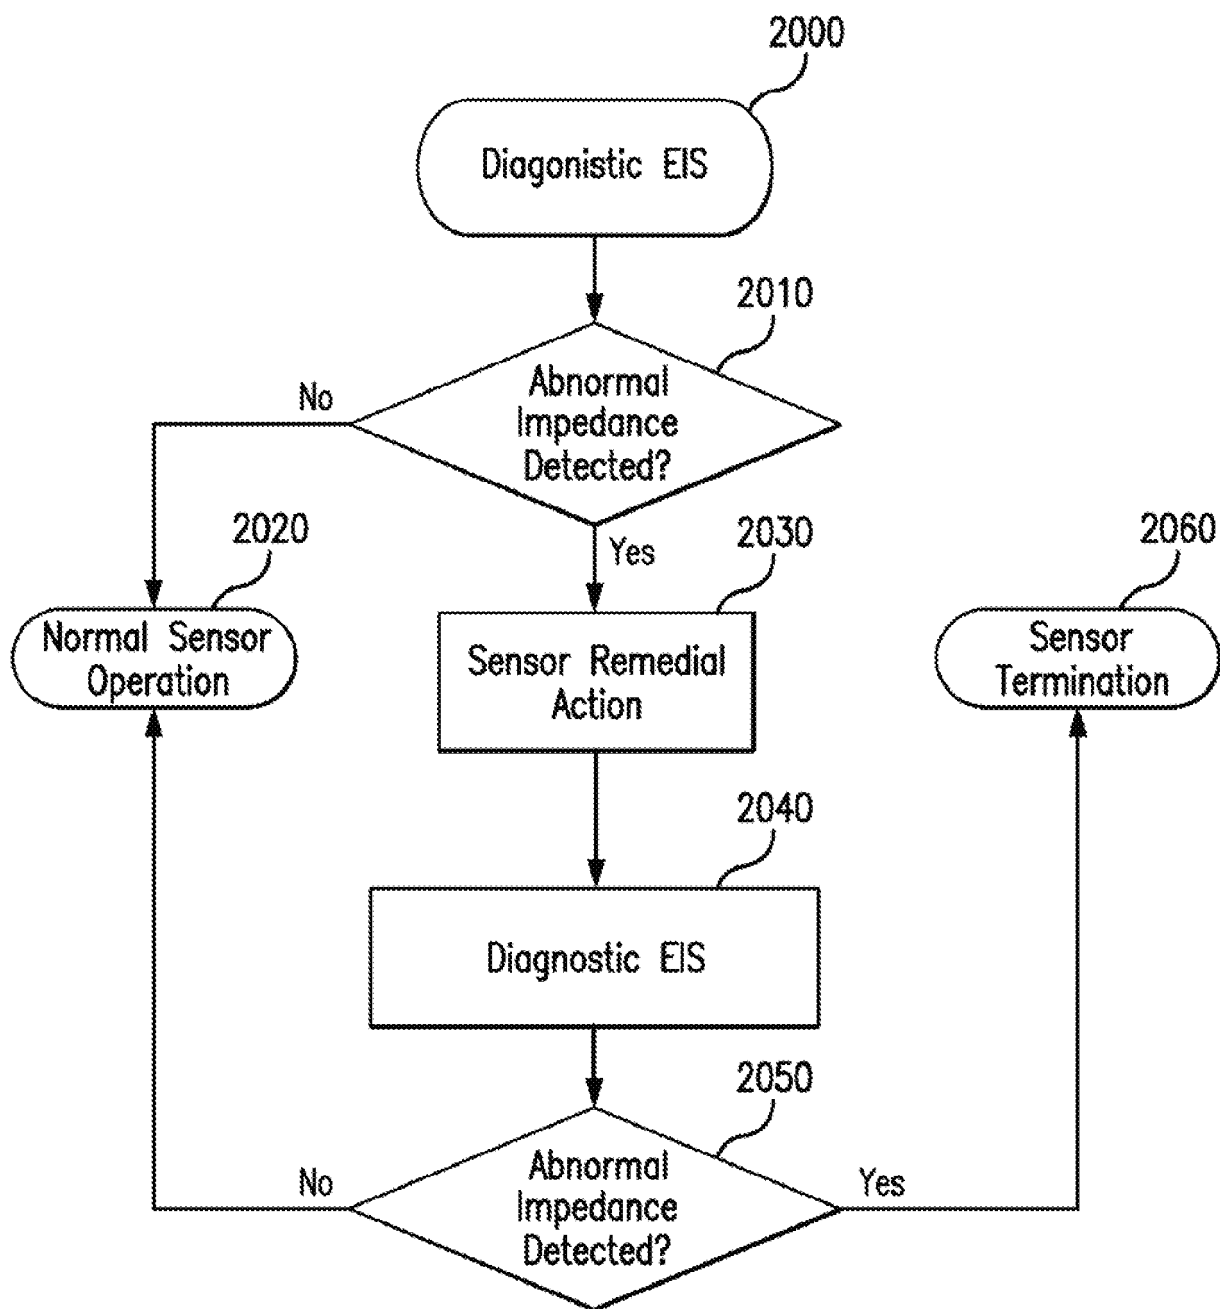 2000
Diagonistic EIS
2010
Abnormal
Impedance
Detected?
No
Yes
2020
Normal Sensor
Operation
2030
Sensor Remedial
Action
2060
Sensor
Termination
2040
Diagnostic EIS
2050
Abnormal
Impedance
Detected?
No
Yes